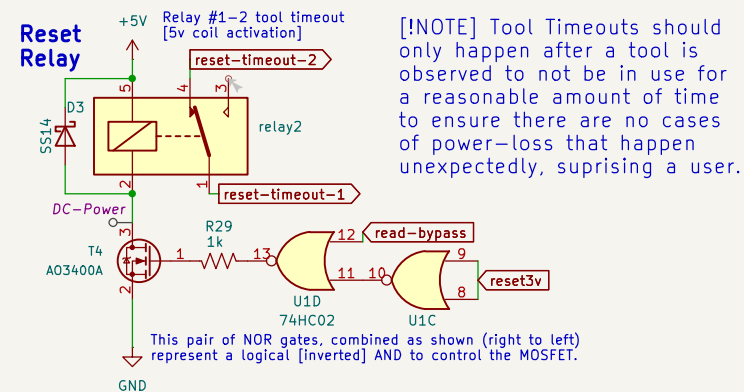 Reset
Relay
+5V
Relay #1-2 tool timeout
[5v coil activation]
reset-timeout-2
[!NOTE] Tool Timeouts should
only happen after a tool is
observed to not be in use for
a reasonable amount of time
to ensure there are no cases
of power-loss that happen
unexpectedly, suprising a user.
5
4
3
D3
SS14
relay2
2
1
reset-timeout-1
DC-Power
3
T4
AO3400A
1
2
R29
1k
13
12
read-bypass
11
U1D
74HC02
10
9
8
reset3v
U1C
This pair of NOR gates, combined as shown (right to left)
represent a logical [inverted] AND to control the MOSFET.
GND